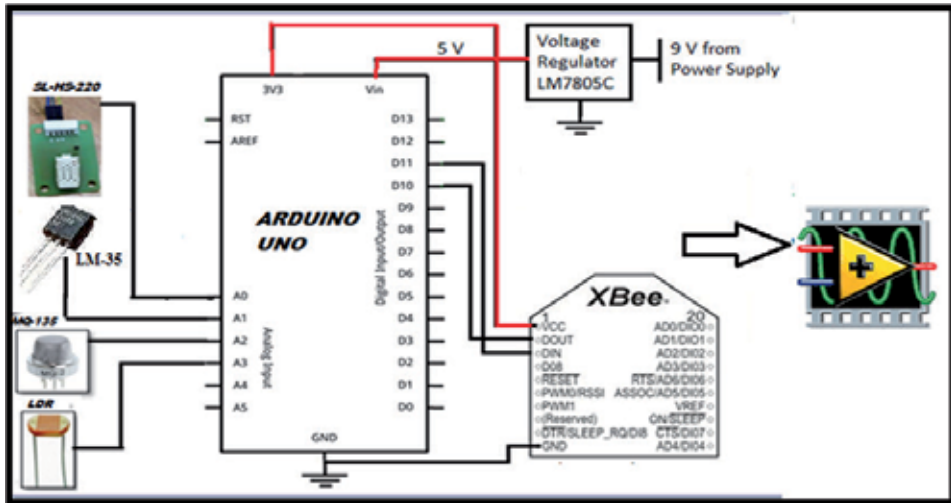 5 V
Voltage
Regulator
LM7805C
9 V from
Power Supply
SL-HS-220
3V3
Vin
RST
AREF
D13
D12
D11
D10
D9
D8
D7
D6
D5
D4
D3
D2
D1
D0
Digital Input/Output
ARDUINO
UNO
A0
A1
A2
A3
A4
A5
Analog Input
GND
LM-35
MQ-135
LDR
XBee
1
20
VCC
DOUT
DIN
DO8
RESET
PWM0/RSSI
PWM1
(Reserved)
DTR/SLEEP_RQ/DI8
GND
AD0/DIO0
AD1/DIO1
AD2/DIO2
AD3/DIO3
RTS/AD6/DIO6
ASSOC/AD5/DIO5
VREF
ON/SLEEP
CTS/DIO7
AD4/DIO4